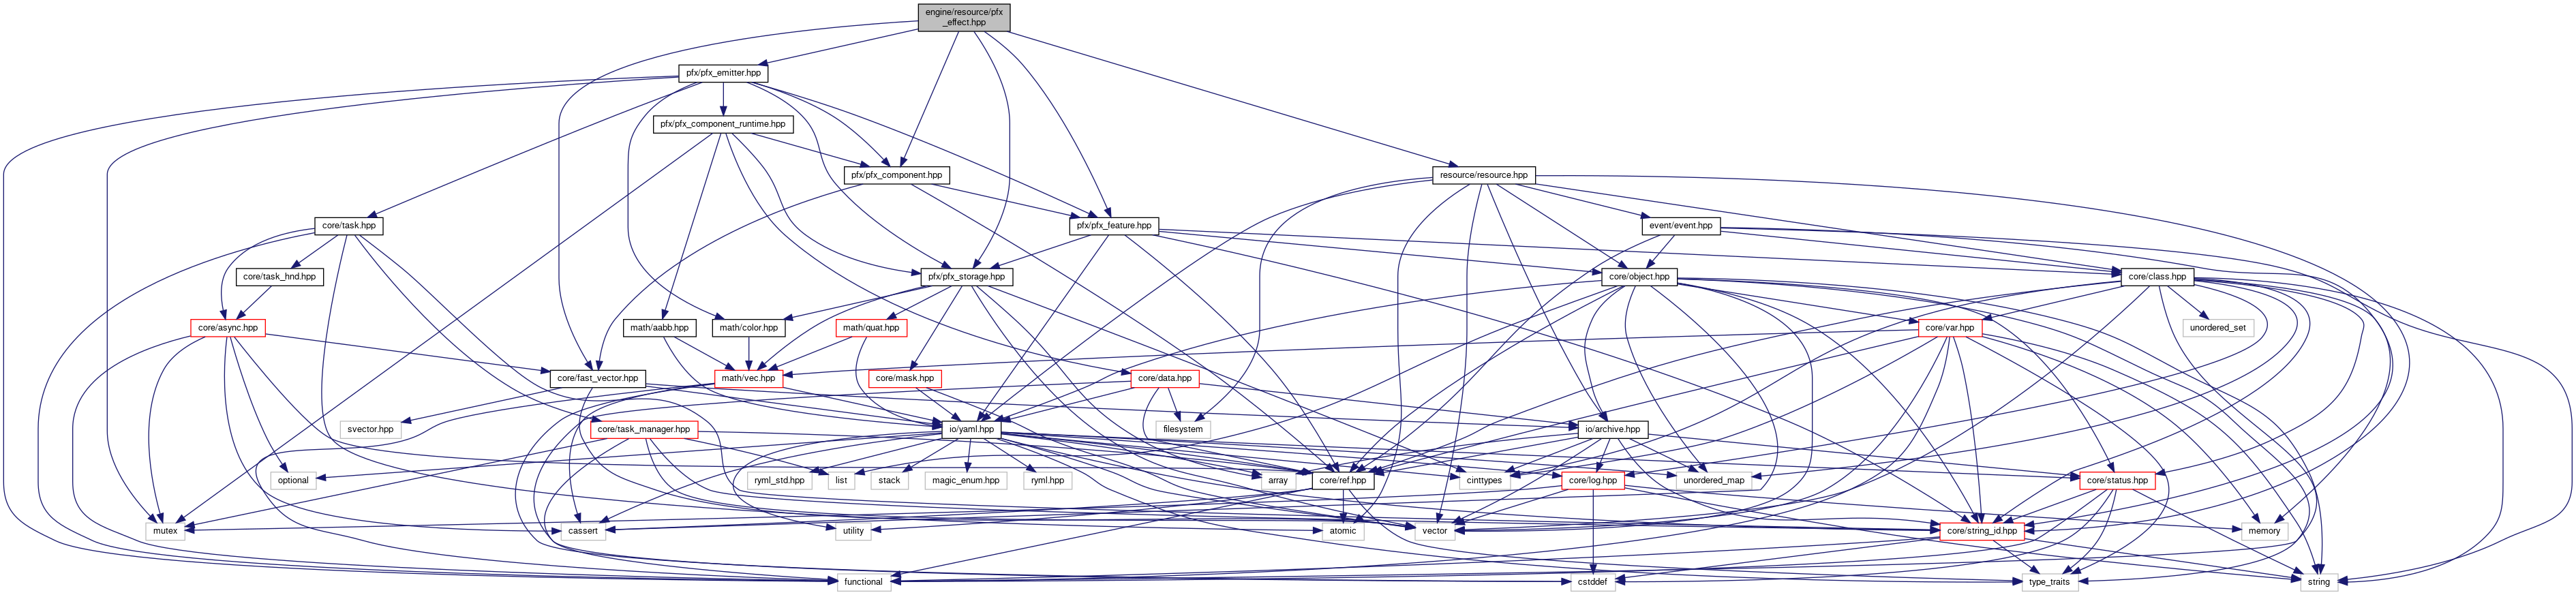 engine/resource/pfx
_effect.hpp
pfx/pfx_emitter.hpp
pfx/pfx_component_runtime.hpp
pfx/pfx_component.hpp
resource/resource.hpp
core/task.hpp
pfx/pfx_feature.hpp
event/event.hpp
core/task_hnd.hpp
pfx/pfx_storage.hpp
core/object.hpp
core/class.hpp
core/async.hpp
math/aabb.hpp
math/color.hpp
math/quat.hpp
core/var.hpp
unordered_set
core/fast_vector.hpp
math/vec.hpp
core/mask.hpp
core/data.hpp
svector.hpp
core/task_manager.hpp
io/yaml.hpp
filesystem
io/archive.hpp
optional
ryml_std.hpp
list
stack
magic_enum.hpp
ryml.hpp
array
core/ref.hpp
cinttypes
core/log.hpp
unordered_map
core/status.hpp
mutex
cassert
utility
atomic
vector
core/string_id.hpp
memory
functional
cstddef
type_traits
string